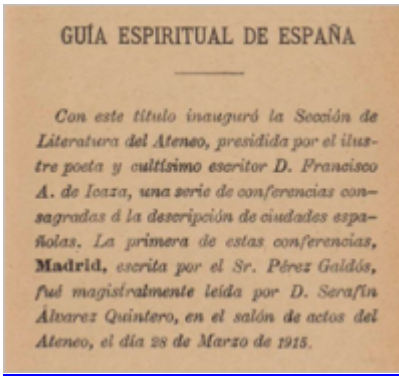 GUÍA ESPIRITUAL DE ESPAÑA
Con este título inauguró la Sección de
Literatura del Ateneo, presidida por el ilus-
tre poeta y cultísimo escritor D. Francisco
A. de Icaza, una serie de conferencias con-
sagradas á la descripción de ciudades espa-
ñolas. La primera de estas conferencias,
Madrid, escrita por el Sr. Pérez Galdós,
fué magistralmente leída por D. Serafín
Álvarez Quintero, en el salón de actos del
Ateneo, el día 28 de Marzo de 1915.